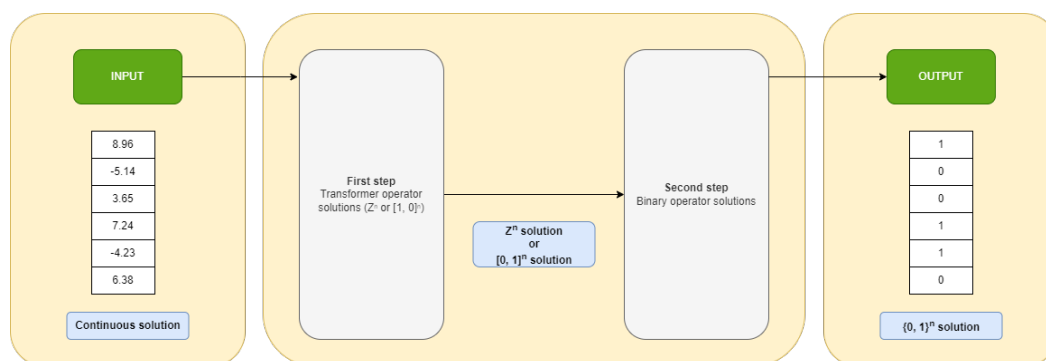 INPUT
8.96
-5.14
3.65
7.24
-4.23
6.38
Continuous solution
First step
Transformer operator
solutions (Zⁿ or [1, 0]ⁿ)
Zⁿ solution
or
[0, 1]ⁿ solution
Second step
Binary operator solutions
OUTPUT
1
0
0
1
1
0
{0, 1}ⁿ solution